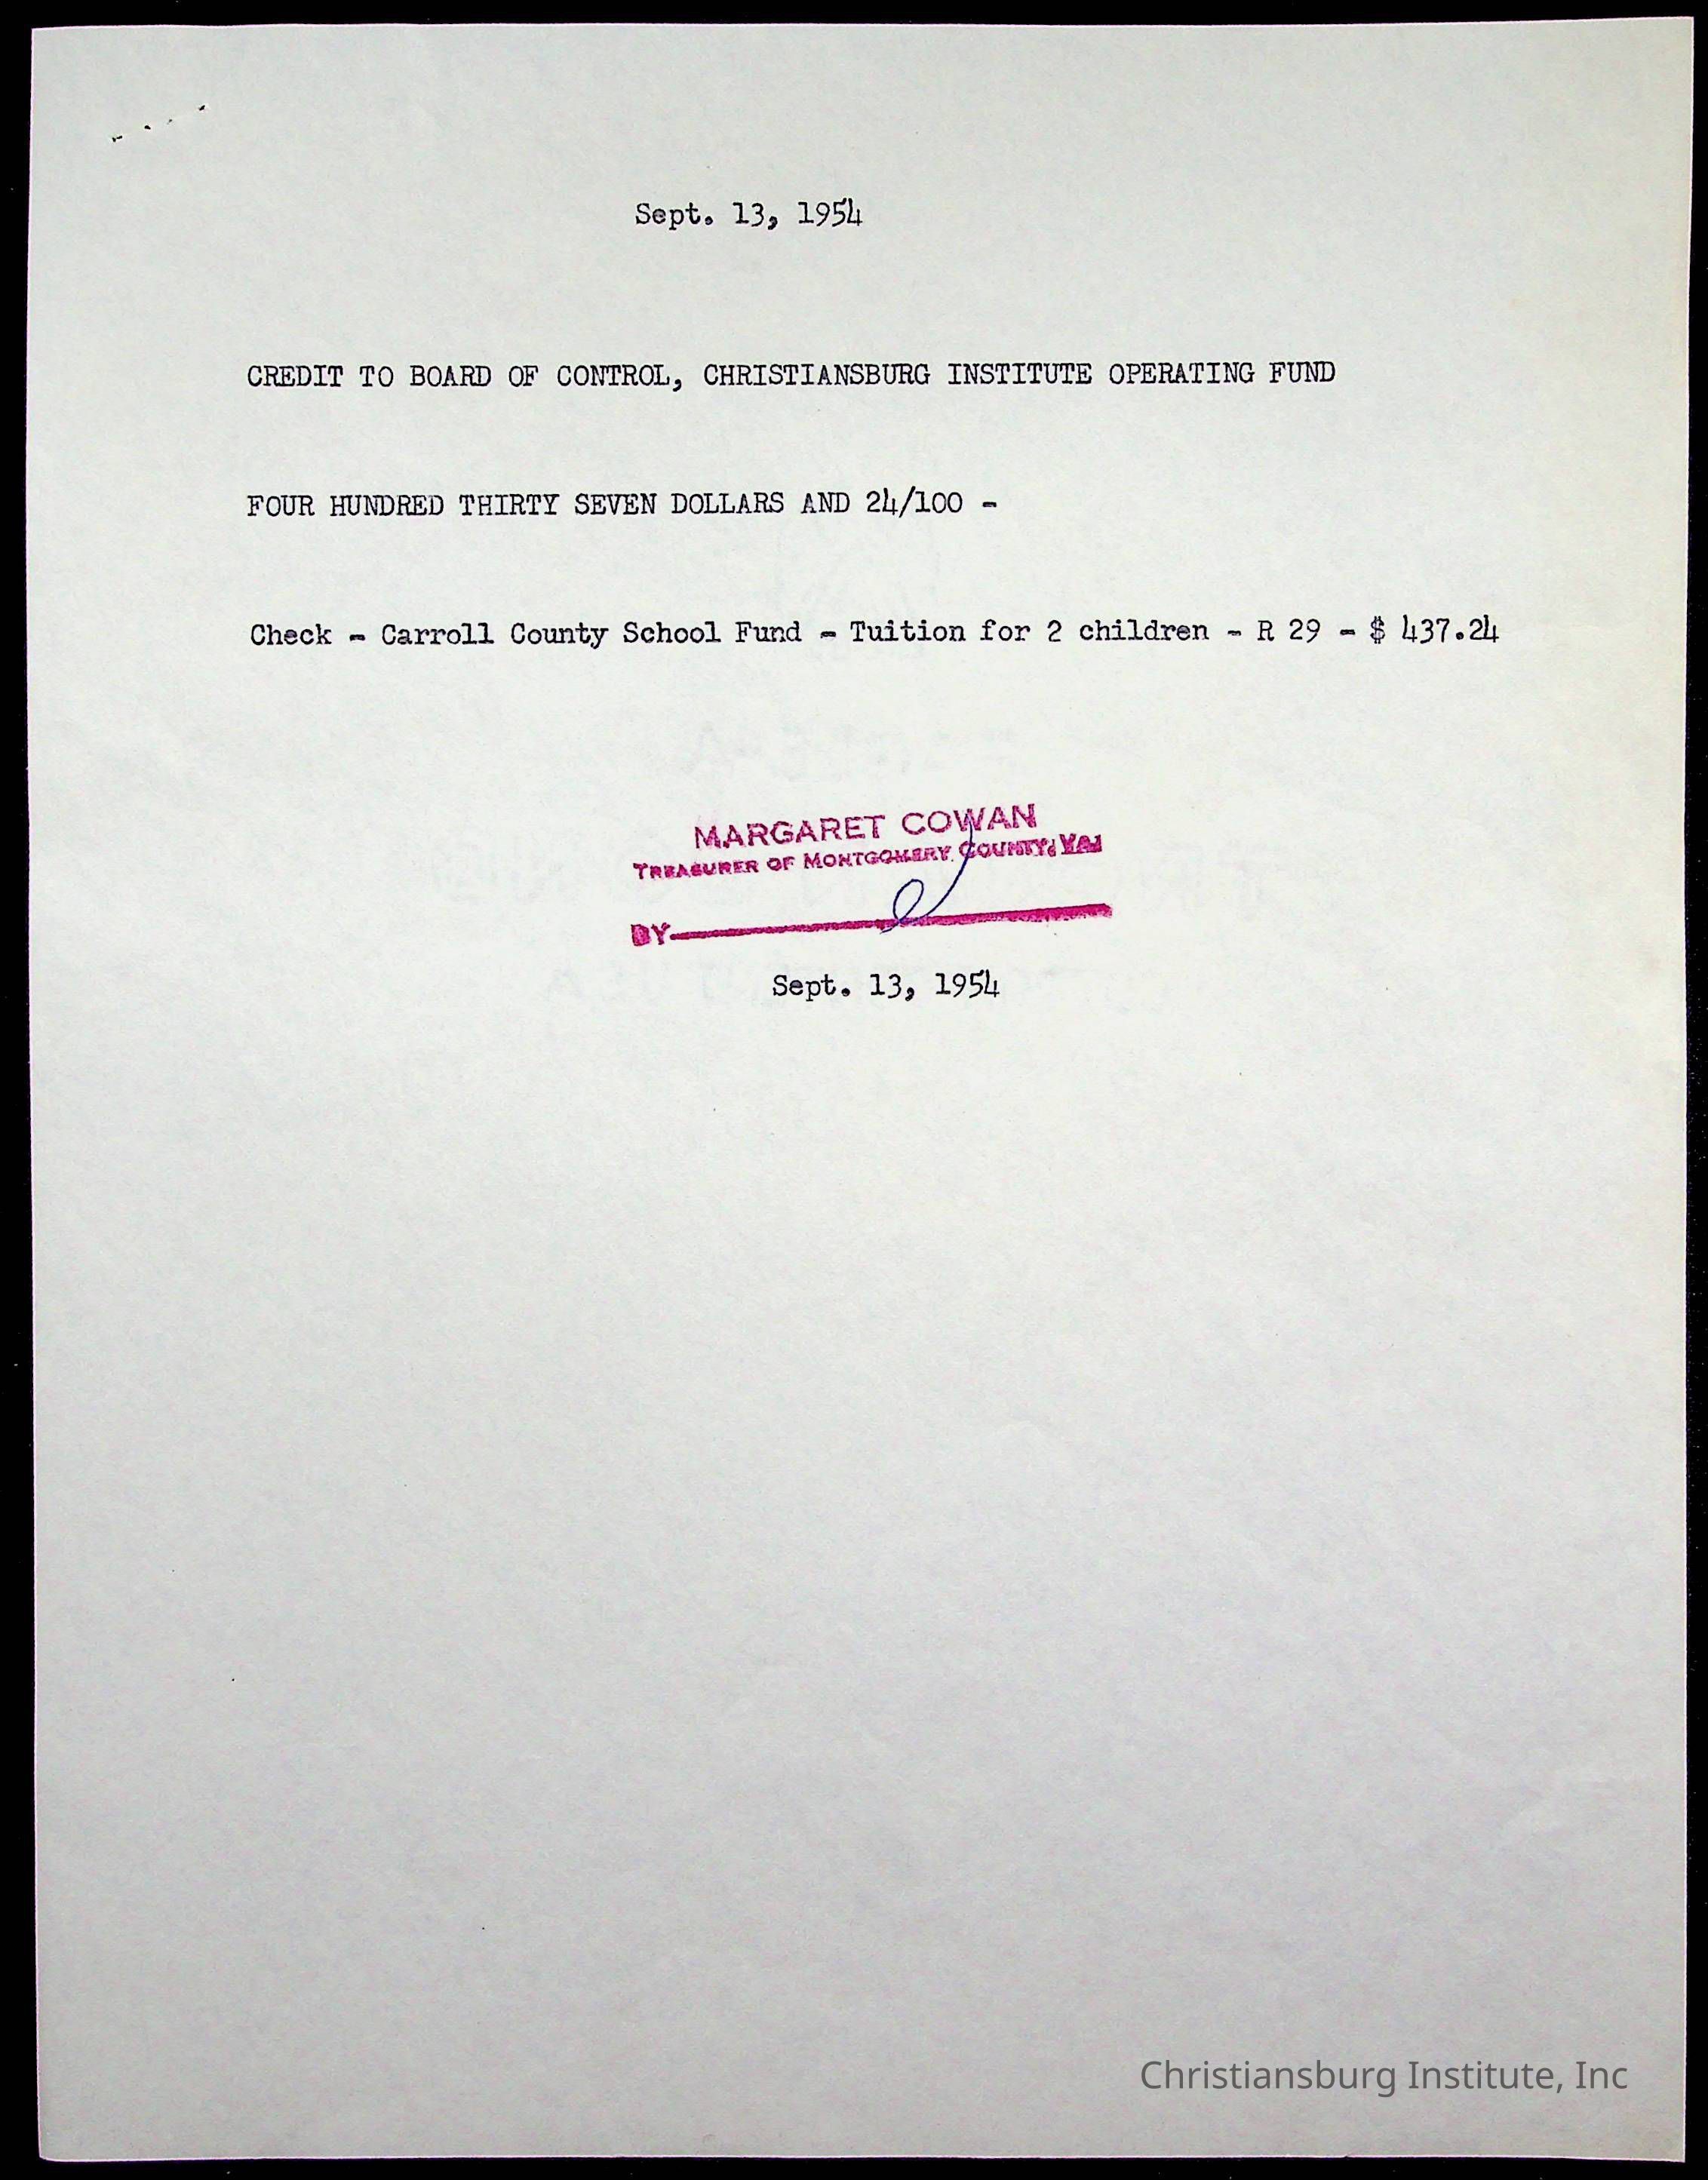 Sept. 13, 1954
CREDIT TO BOARD OF CONTROL, CHRISTIANSBURG INSTITUTE OPERATING FUND
FOUR HUNDRED THIRTY SEVEN DOLLARS AND 24/100 -
Check - Carroll County School Fund - Tuition for 2 children - R 29 - $ 437.24
MARGARET COWAN
TREASURER OF MONTGOMERY COUNTY, VA.
BY
Sept. 13, 1954
Christiansburg Institute, Inc